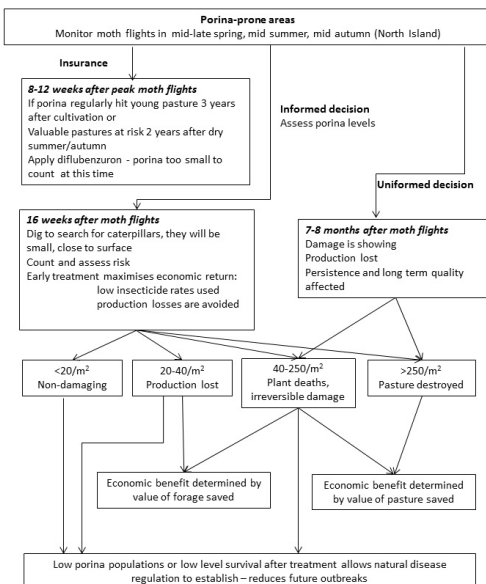 Porina-prone areas
Monitor moth flights in mid-late spring, mid summer, mid autumn (North Island)
Insurance
8-12 weeks after peak moth flights
If porina regularly hit young pasture 3 years
after cultivation or
Valuable pastures at risk 2 years after dry
summer/autumn
Apply diflubenzuron - porina too small to
count at this time
Informed decision
Assess porina levels
Uniformed decision
16 weeks after moth flights
Dig to search for caterpillars, they will be
small, close to surface
Count and assess risk
Early treatment maximises economic return:
low insecticide rates used
production losses are avoided
7-8 months after moth flights
Damage is showing
Production lost
Persistence and long term quality
affected
<20/m²
Non-damaging
20-40/m²
Production lost
40-250/m²
Plant deaths,
irreversible damage
>250/m²
Pasture destroyed
Economic benefit determined by
value of forage saved
Economic benefit determined
by value of pasture saved
Low porina populations or low level survival after treatment allows natural disease
regulation to establish – reduces future outbreaks